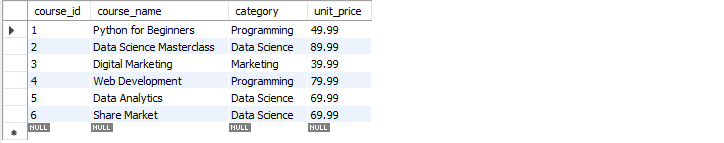 course_id course_name category unit_price
1 Python for Beginners Programming 49.99
2 Data Science Masterclass Data Science 89.99
3 Digital Marketing Marketing 39.99
4 Web Development Programming 79.99
5 Data Analytics Data Science 69.99
6 Share Market Data Science 69.99
NULL NULL NULL NULL